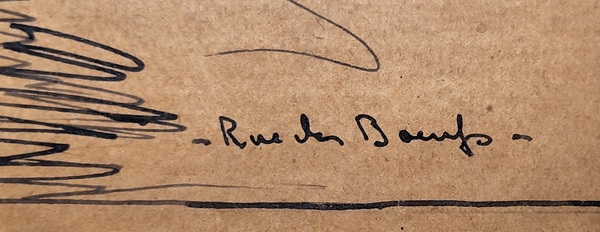 - Rue des Boeufs -